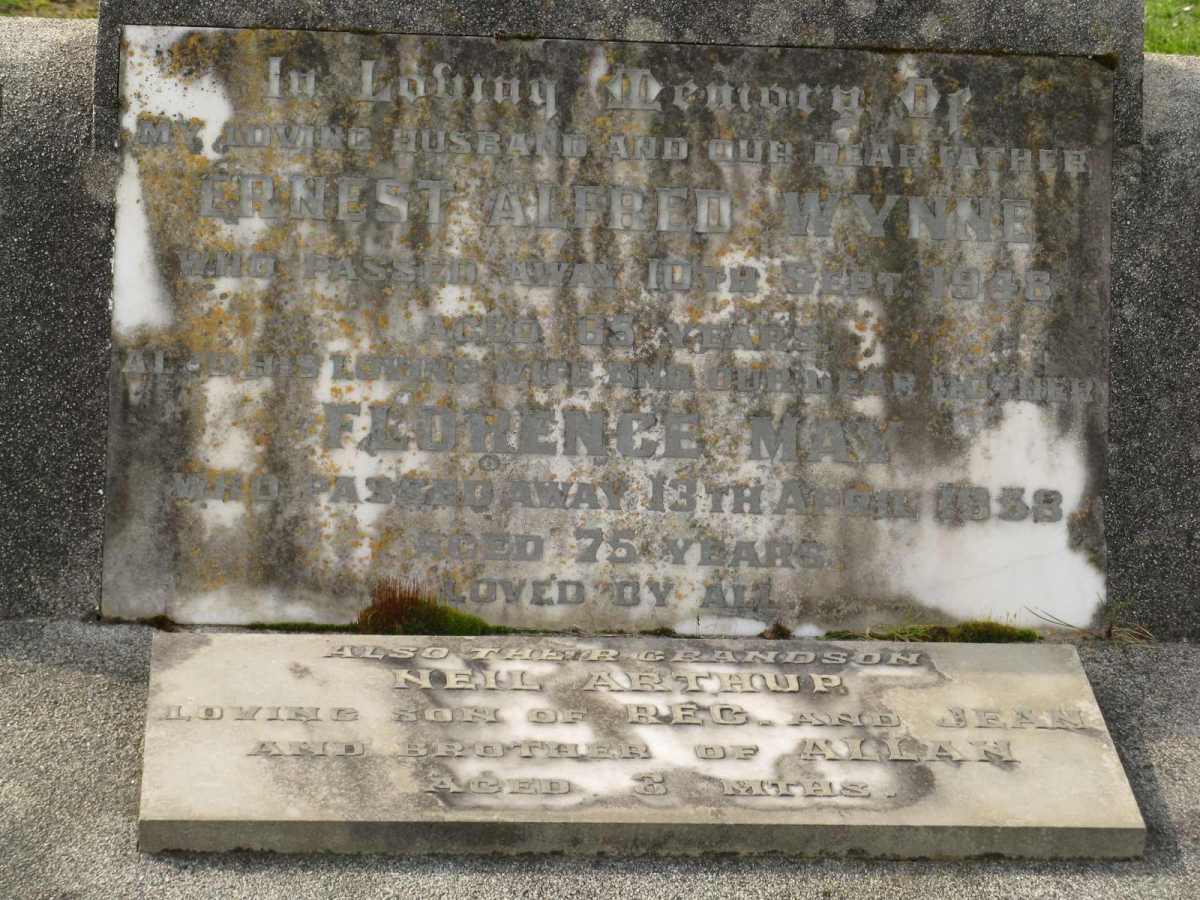 In Loving Memory Of
MY LOVING HUSBAND AND OUR DEAR FATHER
ERNEST ALFRED WYNNE
WHO PASSED AWAY 10TH SEPT. 1946
AGED 63 YEARS.
ALSO HIS LOVING WIFE AND OUR DEAR MOTHER
FLORENCE MAY
WHO PASSED AWAY 13TH APRIL 1958
AGED 75 YEARS.
LOVED BY ALL
ALSO THEIR GRANDSON
NEIL ARTHUR.
LOVING SON OF REG. AND JEAN
AND BROTHER OF ALLAN
AGED 3 MTHS.